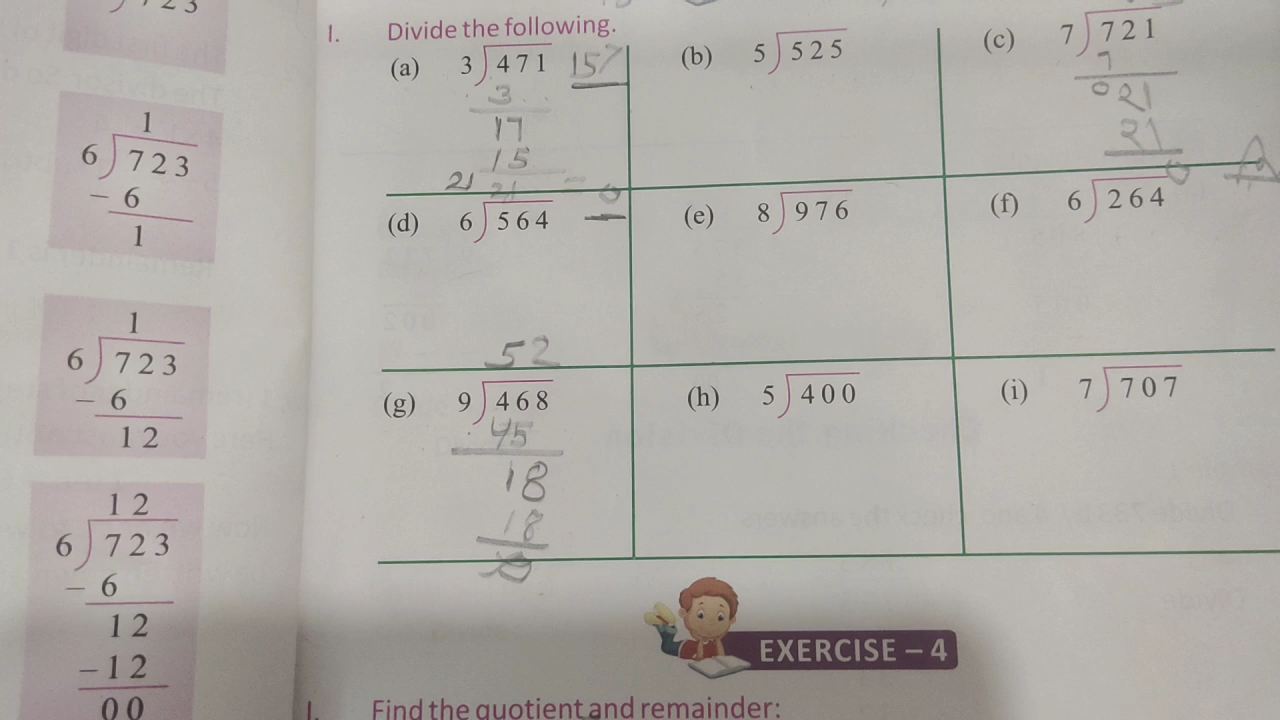 723
1
6)723
– 6
1
1
6)723
– 6
12
12
6)723
– 6
12
–12
00
I. Divide the following.
(a) 3)471 157
3
17
15
21 21 – 0
(b) 5)525
(c) 7)721
7
021
21
0
(d) 6)564
(e) 8)976
(f) 6)264
52
(g) 9)468
45
18
18
0
(h) 5)400
(i) 7)707
EXERCISE – 4
I. Find the quotient and remainder: